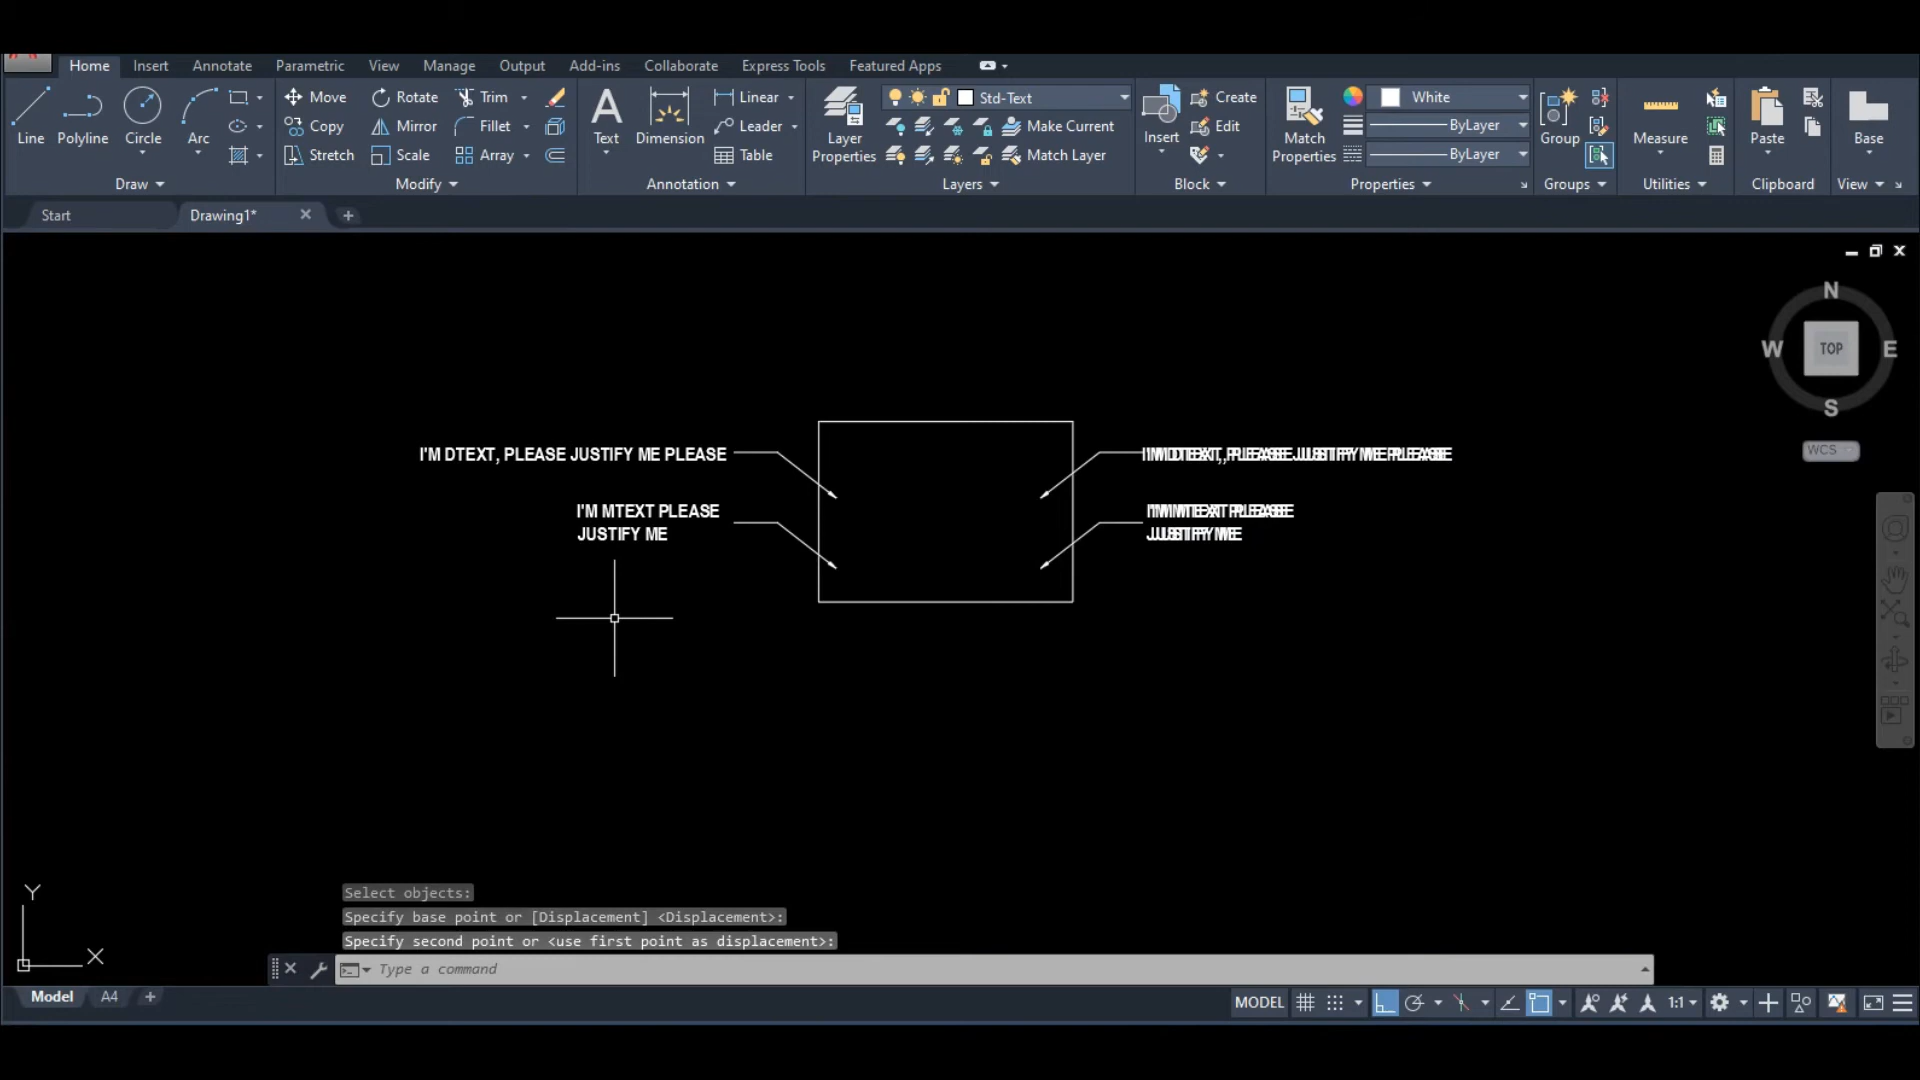 Home Insert Annotate Parametric View Manage Output Add-ins Collaborate Express Tools Featured Apps
Line Polyline Circle Arc
Move Rotate Trim
Copy Mirror Fillet
Stretch Scale Array
Text Dimension
Linear
Leader
Table
Layer
Properties
Std-Text
Make Current
Match Layer
Insert
Create
Edit
Match
Properties
White
ByLayer
ByLayer
Group
Measure
Paste
Base
Draw Modify Annotation Layers Block Properties Groups Utilities Clipboard View
Start Drawing1*
N
W TOP E
S
WCS
I'M DTEXT, PLEASE JUSTIFY ME PLEASE
I'M MTEXT PLEASE
JUSTIFY ME
Y
X
Select objects:
Specify base point or [Displacement] <Displacement>:
Specify second point or <use first point as displacement>:
Type a command
Model A4
MODEL 1:1